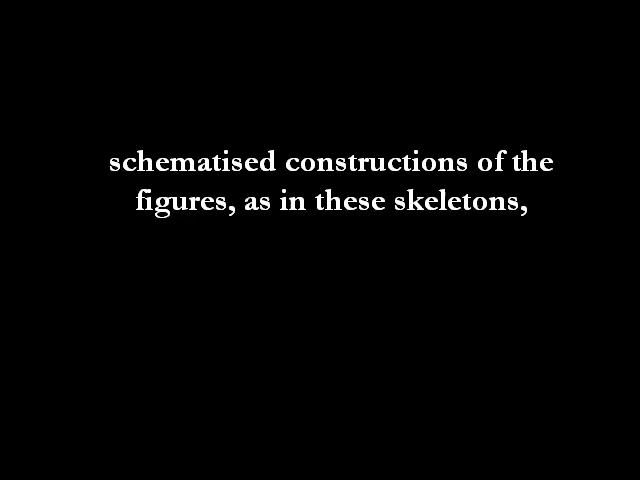 schematised constructions of the
figures, as in these skeletons,